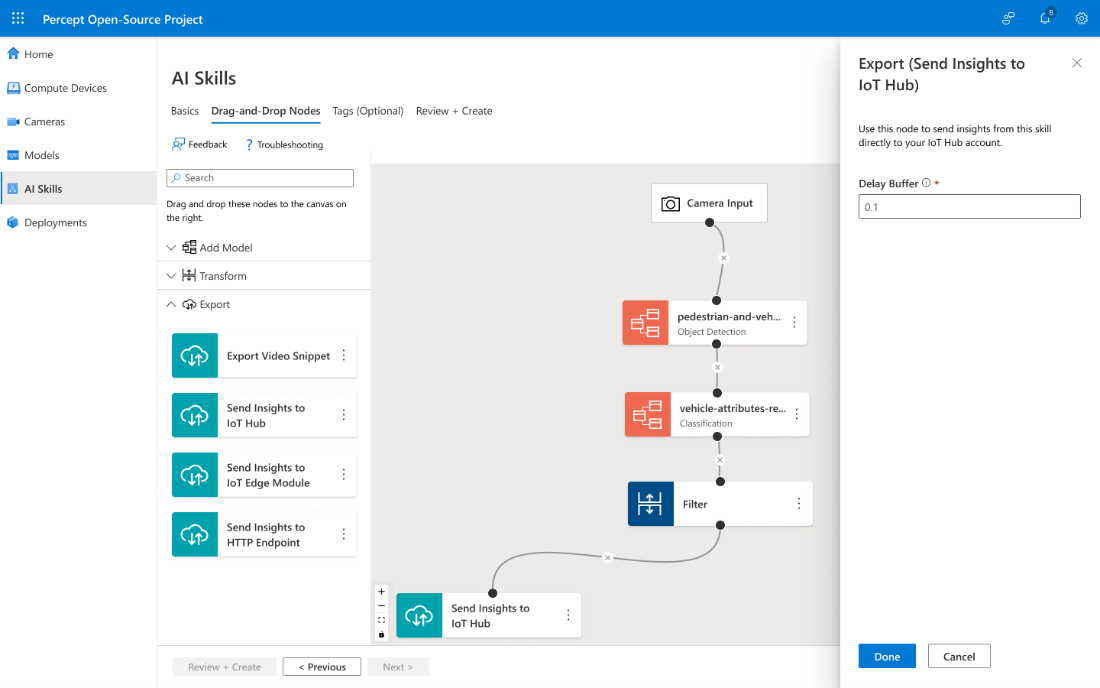 Percept Open-Source Project
8
Home
Compute Devices
Cameras
Models
AI Skills
Deployments
AI Skills
Basics
Drag-and-Drop Nodes
Tags (Optional)
Review + Create
Feedback
? Troubleshooting
Search
Drag and drop these nodes to the canvas on
the right.
Add Model
Transform
Export
Export Video Snippet
Send Insights to
IoT Hub
Send Insights to
IoT Edge Module
Send Insights to
HTTP Endpoint
Camera Input
pedestrian-and-veh...
Object Detection
vehicle-attributes-re...
Classification
Filter
Send Insights to
IoT Hub
Review + Create
< Previous
Next >
Export (Send Insights to
IoT Hub)
Use this node to send insights from this skill
directly to your IoT Hub account.
Delay Buffer *
0.1
Done
Cancel